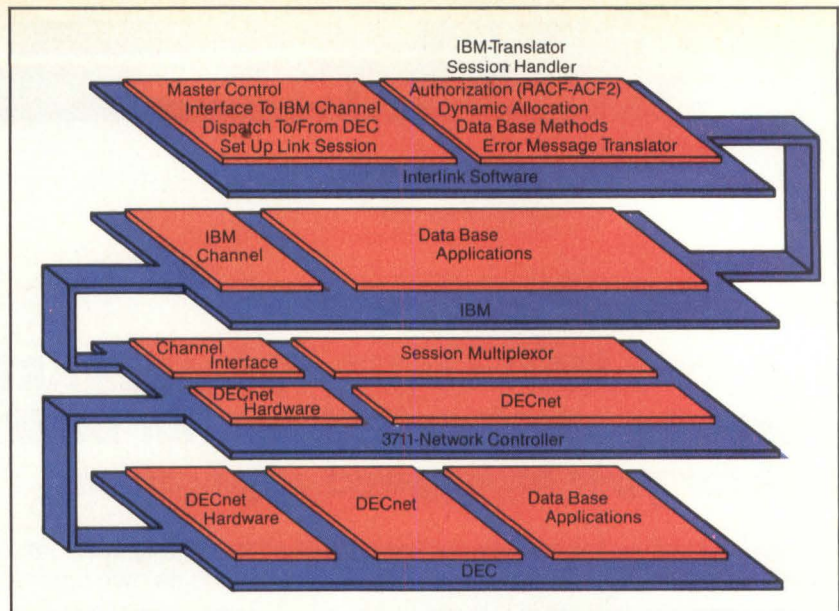 IBM-Translator
Session Handler
Master Control
Interface To IBM Channel
Dispatch To/From DEC
Set Up Link Session
Authorization (RACF-ACF2)
Dynamic Allocation
Data Base Methods
Error Message Translator
Interlink Software
IBM
Channel
Data Base
Applications
IBM
Channel
Interface
Session Multiplexor
DECnet
Hardware
DECnet
3711-Network Controller
DECnet
Hardware
DECnet
Data Base
Applications
DEC